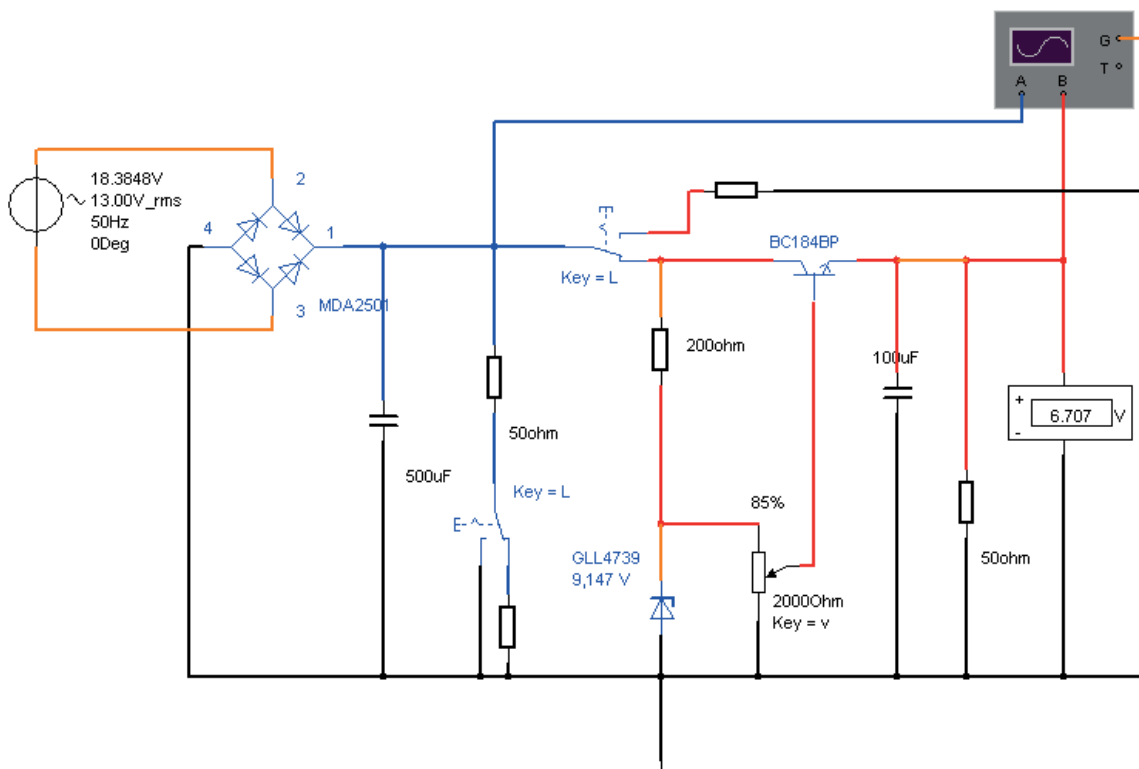 G
T
A B
18.3848V
13.00V_rms
50Hz
0Deg
2
4
1
3
MDA2501
E
Key = L
BC184BP
200ohm
100uF
+
6.707 V
-
50ohm
500uF
Key = L
E
85%
GLL4739
9,147 V
2000Ohm
Key = v
50ohm